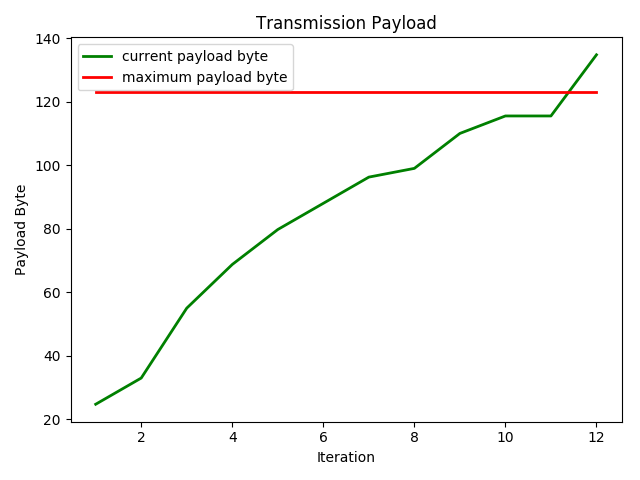 Transmission Payload
current payload byte
maximum payload byte
140
120
100
80
60
40
20
Payload Byte
2 4 6 8 10 12
Iteration